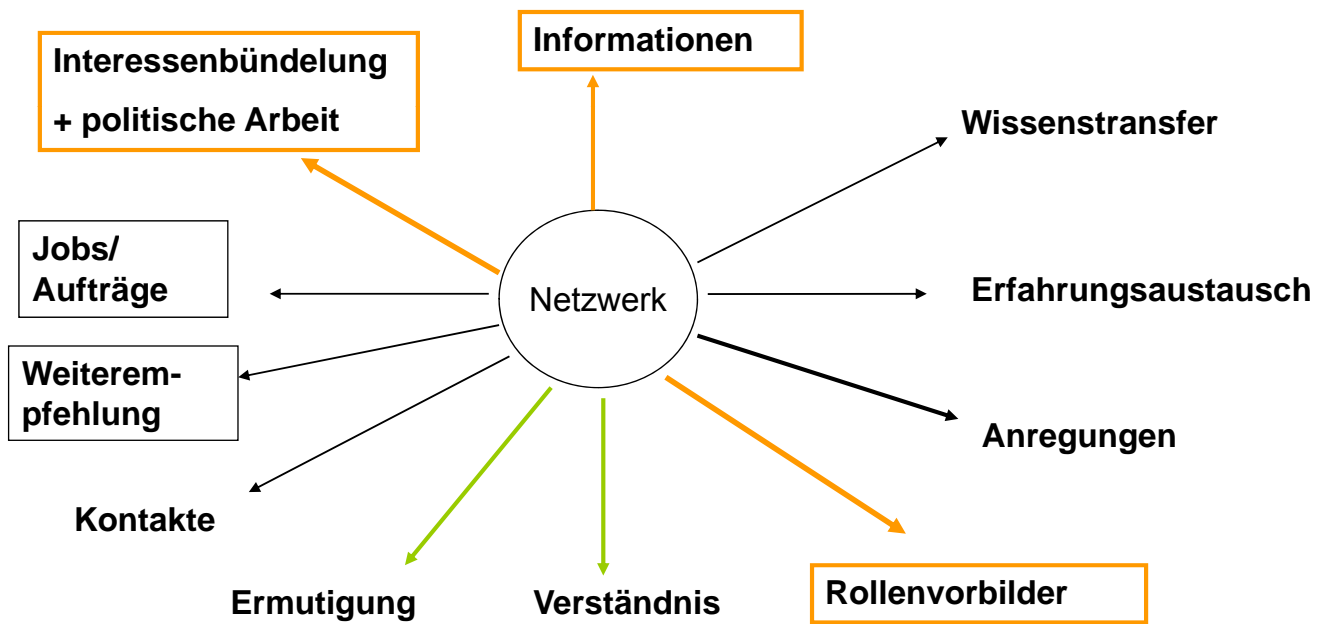 Interessenbündelung
+ politische Arbeit
Informationen
Wissenstransfer
Jobs/
Aufträge
Netzwerk
Erfahrungsaustausch
Weiterem-
pfehlung
Anregungen
Kontakte
Ermutigung
Verständnis
Rollenvorbilder